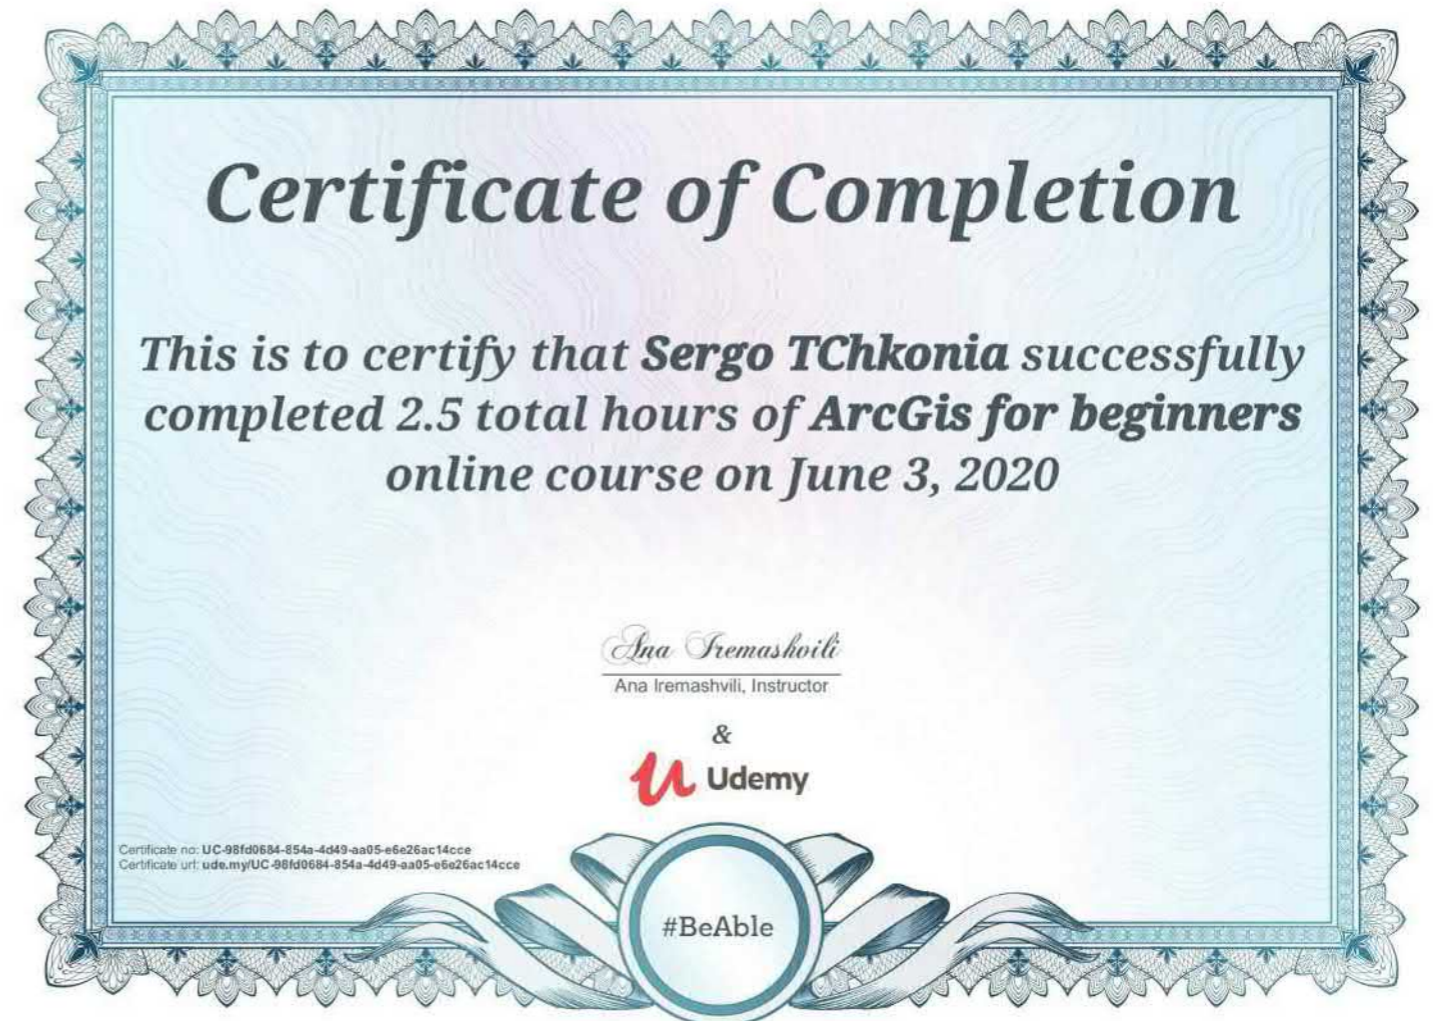 Certificate of Completion
This is to certify that Sergo TChkonia successfully
completed 2.5 total hours of ArcGis for beginners
online course on June 3, 2020
Ana Iremashvili
Ana Iremashvili, Instructor
&
Udemy
Certificate no: UC-98fd0684-854a-4d49-aa05-e6e26ac14cce
Certificate url: ude.my/UC-98fd0684-854a-4d49-aa05-e6e26ac14cce
#BeAble